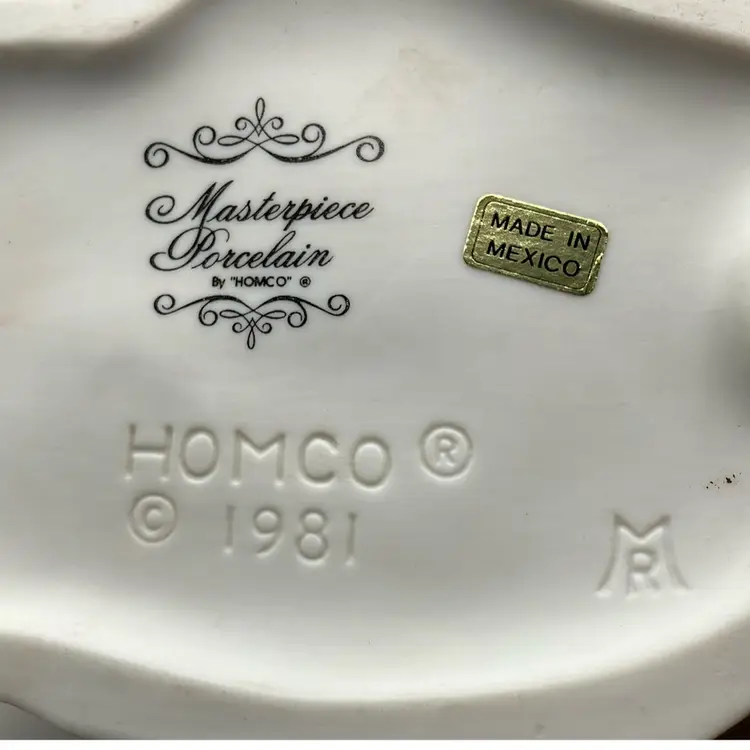 Masterpiece
Porcelain
By "HOMCO" ®
MADE IN
MEXICO
HOMCO ®
© 1981
MR